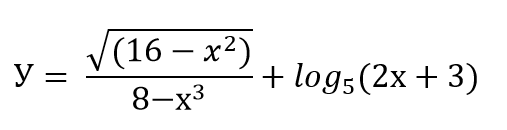 У = √(16 − x²) / 8−x³ + log₅(2x + 3)